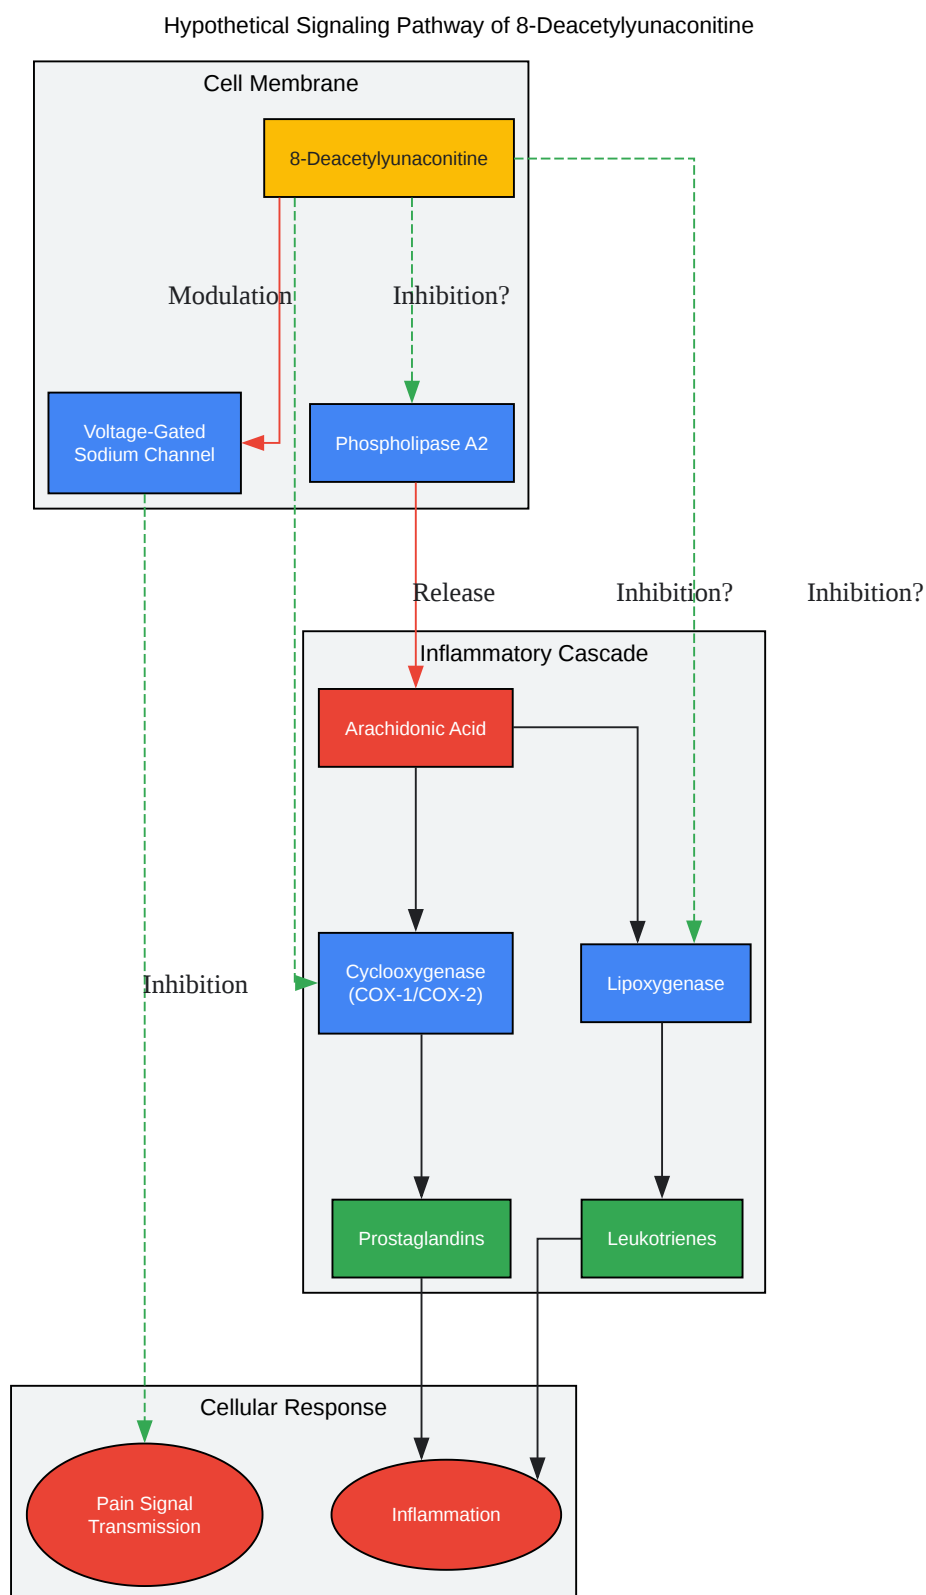 Hypothetical Signaling Pathway of 8-Deacetylyunaconitine
Cell Membrane
8-Deacetylyunaconitine
Modulation
Inhibition?
Voltage-Gated
Sodium Channel
Phospholipase A2
Release
Inhibition?
Inhibition?
Inflammatory Cascade
Arachidonic Acid
Cyclooxygenase
(COX-1/COX-2)
Lipoxygenase
Inhibition
Prostaglandins
Leukotrienes
Cellular Response
Pain Signal
Transmission
Inflammation